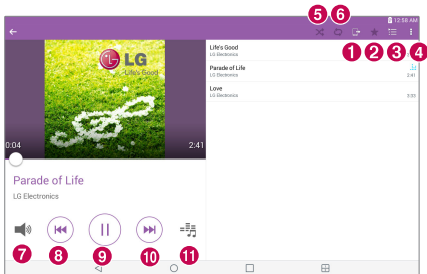 5 6
12:58 AM
1 2 3 4
LG
Life's Good
0:04
2:41
Life's Good
LG Electronics
Parade of Life
LG Electronics
2:41
Love
LG Electronics
3:03
Parade of Life
LG Electronics
7 8 9 10 11